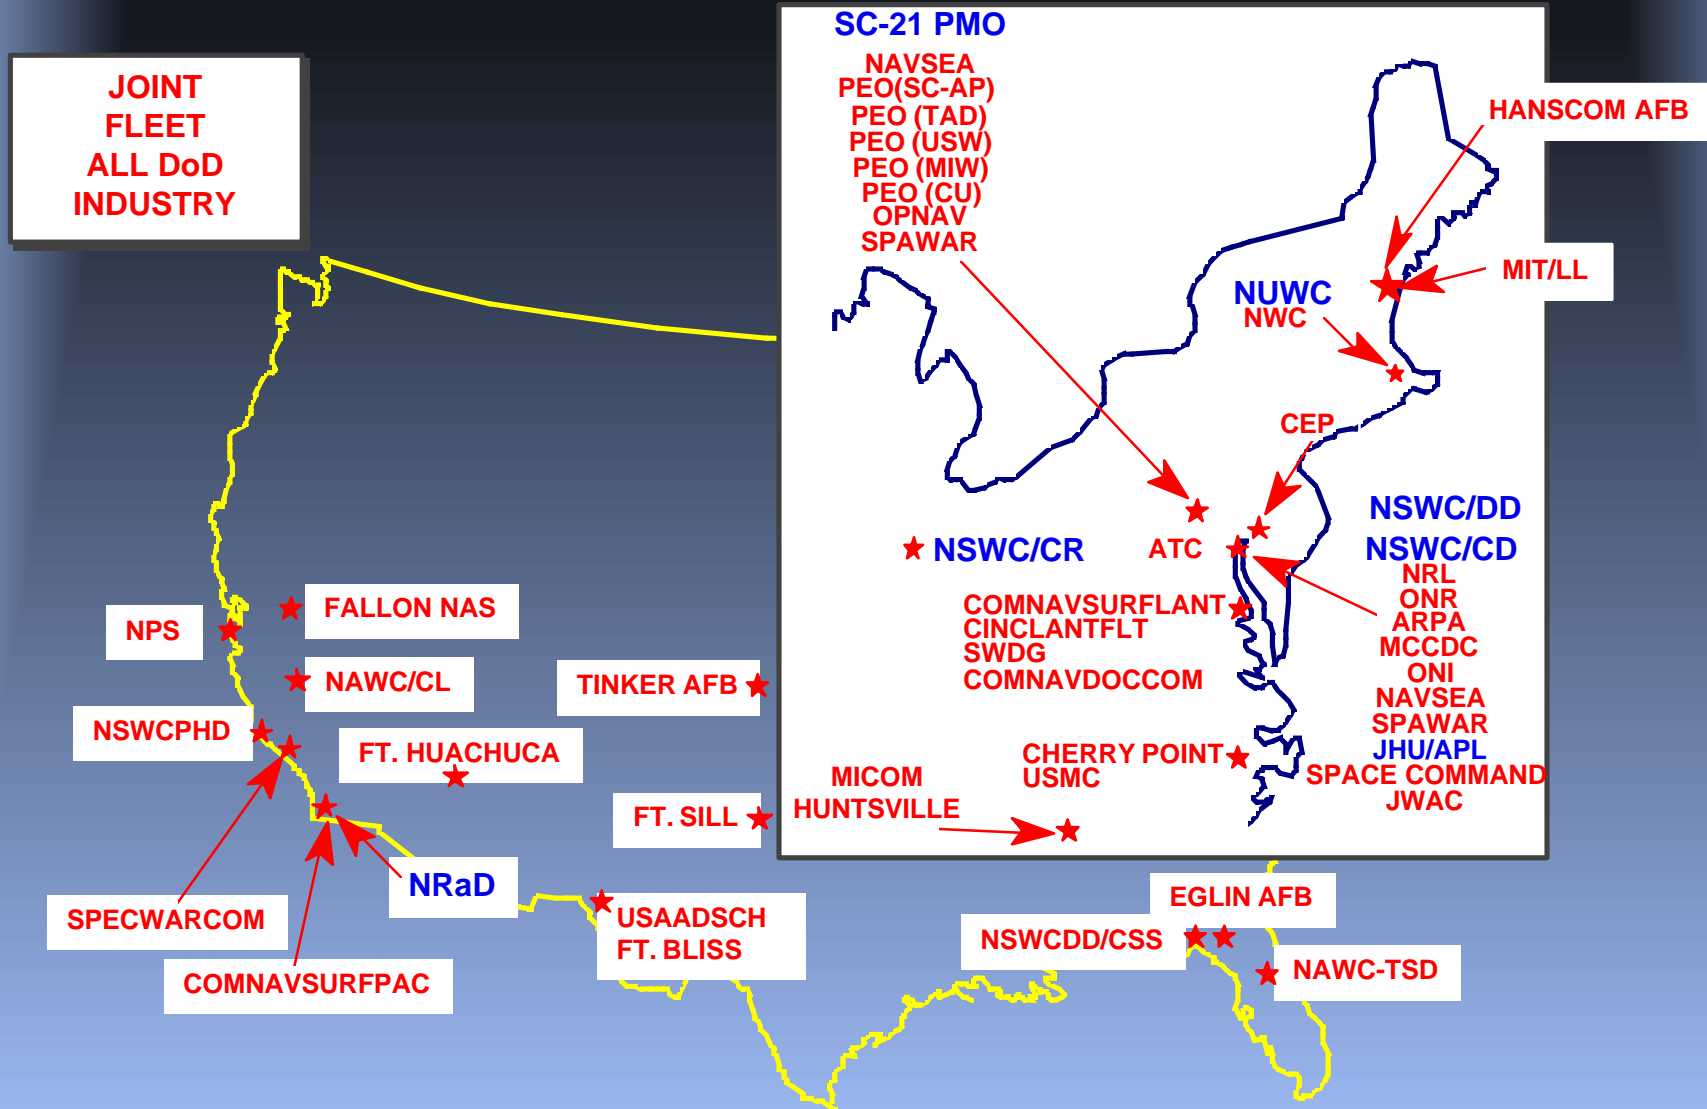 JOINT
FLEET
ALL DoD
INDUSTRY
SC-21 PMO
NAVSEA
PEO(SC-AP)
PEO (TAD)
PEO (USW)
PEO (MIW)
PEO (CU)
OPNAV
SPAWAR
HANSCOM AFB
MIT/LL
NUWC
NWC
CEP
NSWC/CR
ATC
NSWC/DD
NSWC/CD
NRL
ONR
ARPA
MCCDC
ONI
NAVSEA
SPAWAR
JHU/APL
SPACE COMMAND
JWAC
COMNAVSURFLANT
CINCLANTFLT
SWDG
COMNAVDOCCOM
CHERRY POINT
USMC
MICOM
HUNTSVILLE
FALLON NAS
NPS
NAWC/CL
TINKER AFB
NSWCPHD
FT. HUACHUCA
FT. SILL
NRaD
SPECWARCOM
COMNAVSURFPAC
USAADSCH
FT. BLISS
EGLIN AFB
NSWCDD/CSS
NAWC-TSD